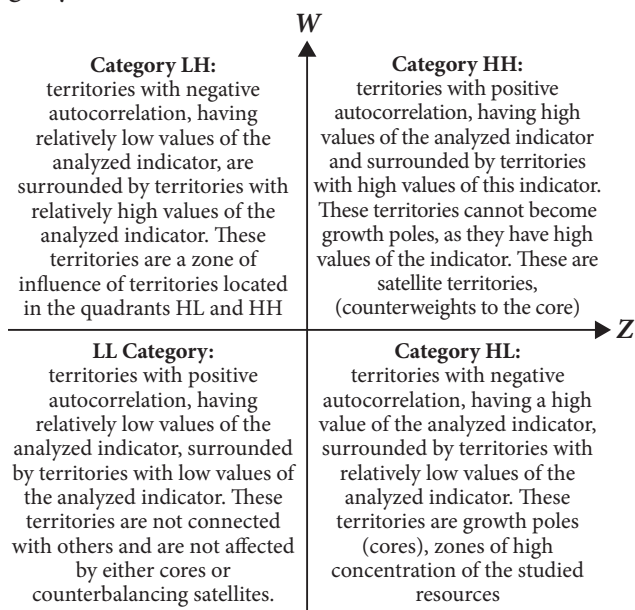 W
Category LH:
territories with negative
autocorrelation, having
relatively low values of the
analyzed indicator, are
surrounded by territories with
relatively high values of the
analyzed indicator. These
territories are a zone of
influence of territories located
in the quadrants HL and HH
Category HH:
territories with positive
autocorrelation, having high
values of the analyzed indicator
and surrounded by territories
with high values of this indicator.
These territories cannot become
growth poles, as they have high
values of the indicator. These are
satellite territories,
(counterweights to the core)
Z
LL Category:
territories with positive
autocorrelation, having
relatively low values of the
analyzed indicator, surrounded
by territories with low values of
the analyzed indicator. These
territories are not connected
with others and are not affected
by either cores or
counterbalancing satellites.
Category HL:
territories with negative
autocorrelation, having a high
value of the analyzed indicator,
surrounded by territories with
relatively low values of the
analyzed indicator. These
territories are growth poles
(cores), zones of high
concentration of the studied
resources